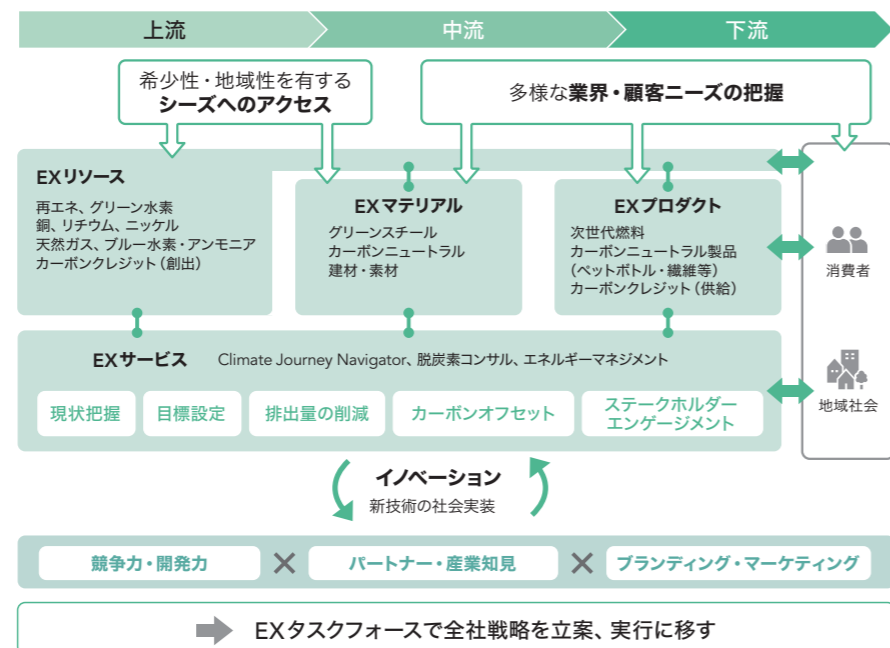 上流
中流
下流
希少性・地域性を有する
シーズへのアクセス
多様な業界・顧客ニーズの把握
EXリソース
再エネ、グリーン水素
銅、リチウム、ニッケル
天然ガス、ブルー水素・アンモニア
カーボンクレジット（創出）
EXマテリアル
グリーンスチール
カーボンニュートラル
建材・素材
EXプロダクト
次世代燃料
カーボンニュートラル製品
（ペットボトル・繊維等）
カーボンクレジット（供給）
消費者
地域社会
EXサービス Climate Journey Navigator、脱炭素コンサル、エネルギーマネジメント
現状把握
目標設定
排出量の削減
カーボンオフセット
ステークホルダー
エンゲージメント
イノベーション
新技術の社会実装
競争力・開発力 × パートナー・産業知見 × ブランディング・マーケティング
EXタスクフォースで全社戦略を立案、実行に移す